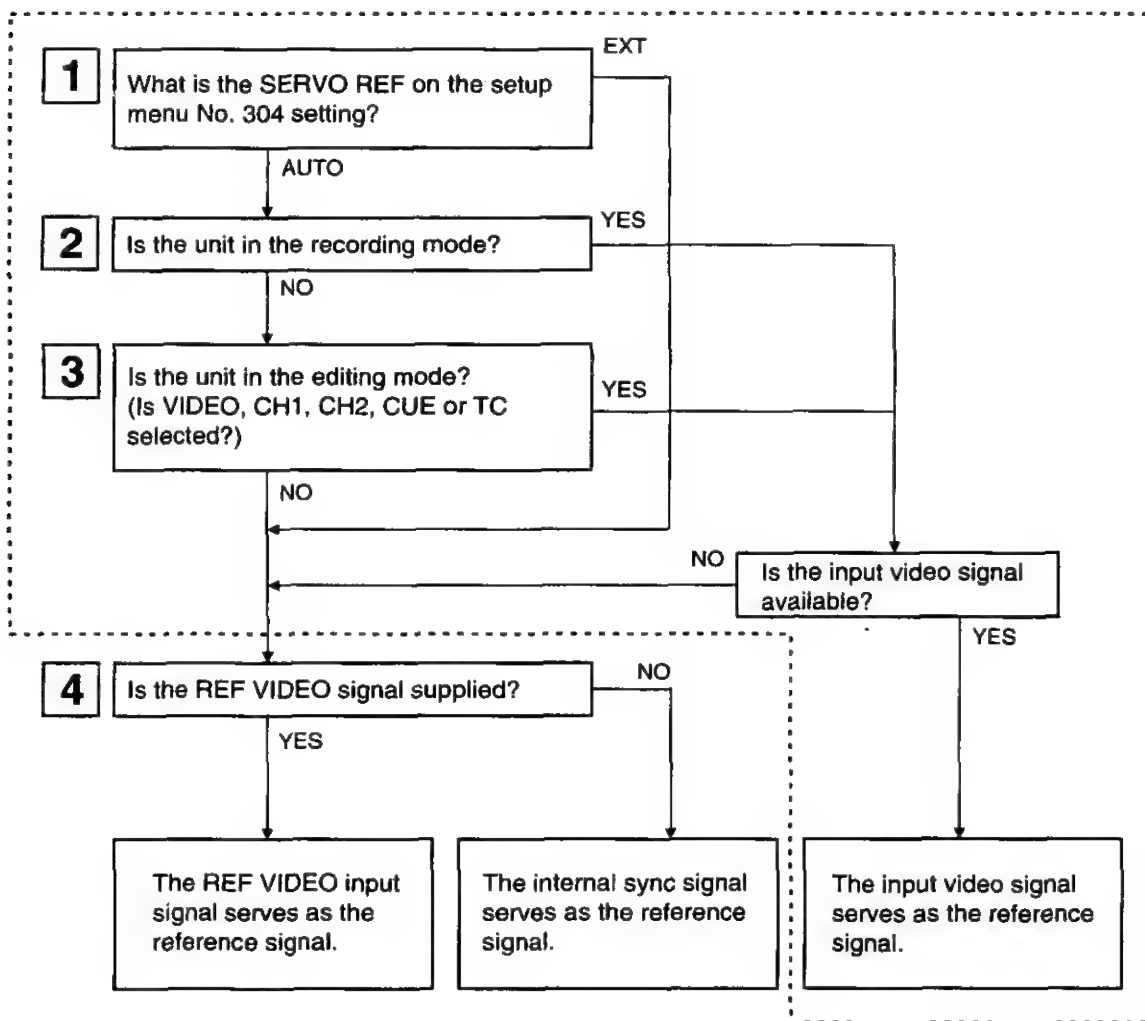 EXT
1
What is the SERVO REF on the setup
menu No. 304 setting?
AUTO
2
Is the unit in the recording mode?
YES
NO
3
Is the unit in the editing mode?
(Is VIDEO, CH1, CH2, CUE or TC
selected?)
YES
NO
NO
Is the input video signal
available?
YES
4
Is the REF VIDEO signal supplied?
NO
YES
The REF VIDEO input
signal serves as the
reference signal.
The internal sync signal
serves as the reference
signal.
The input video signal
serves as the reference
signal.